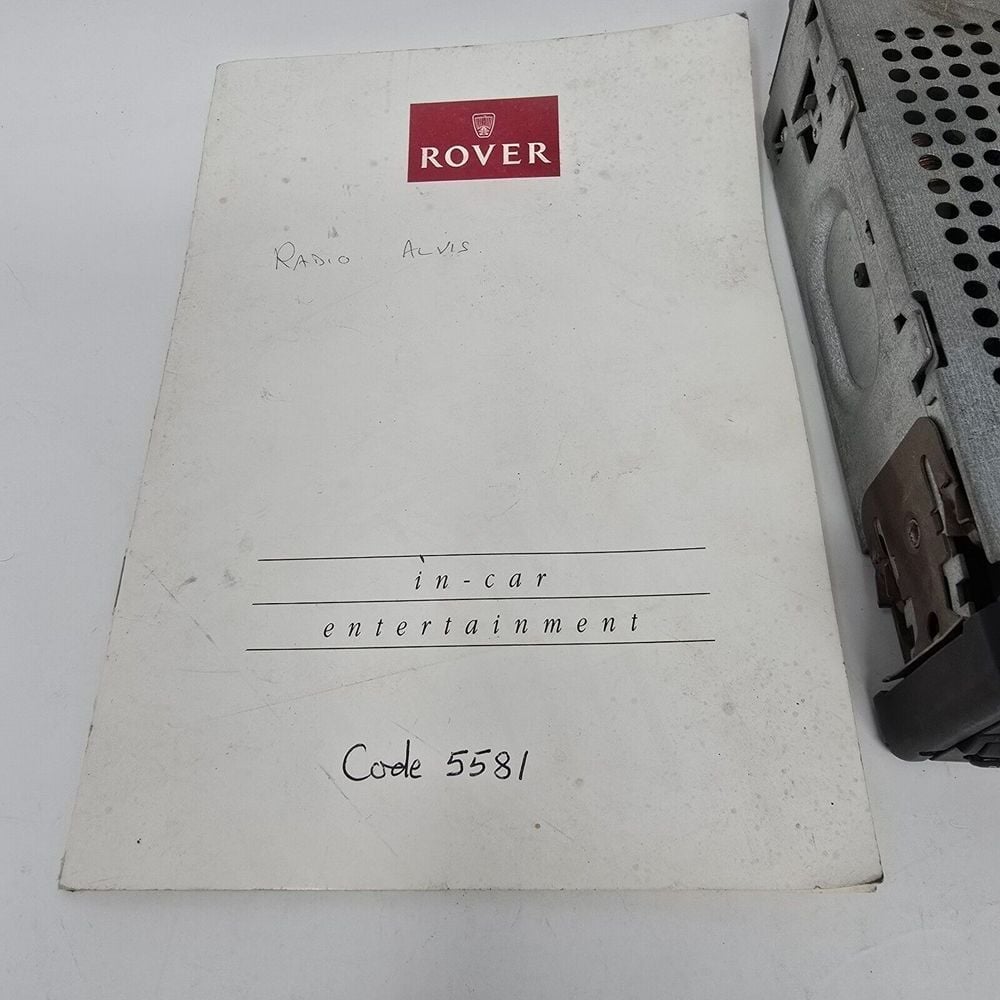 ROVER
RADIO ALVIS.
in-car
entertainment
Code 5581